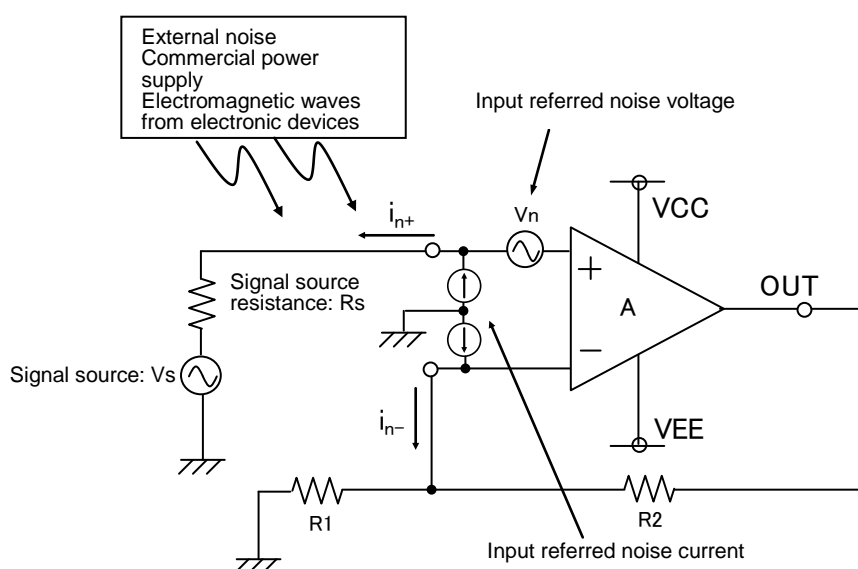 External noise
Commercial power
supply
Electromagnetic waves
from electronic devices
Input referred noise voltage
in+
Vn
VCC
+
Signal source
resistance: Rs
A
OUT
−
Signal source: Vs
in−
VEE
R1
R2
Input referred noise current